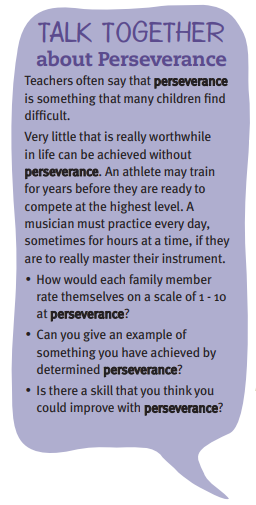 TALK TOGETHER
about Perseverance
Teachers often say that perseverance
is something that many children find
difficult.
Very little that is really worthwhile
in life can be achieved without
perseverance. An athlete may train
for years before they are ready to
compete at the highest level. A
musician must practice every day,
sometimes for hours at a time, if they
are to really master their instrument.
• How would each family member
rate themselves on a scale of 1 - 10
at perseverance?
• Can you give an example of
something you have achieved by
determined perseverance?
• Is there a skill that you think you
could improve with perseverance?